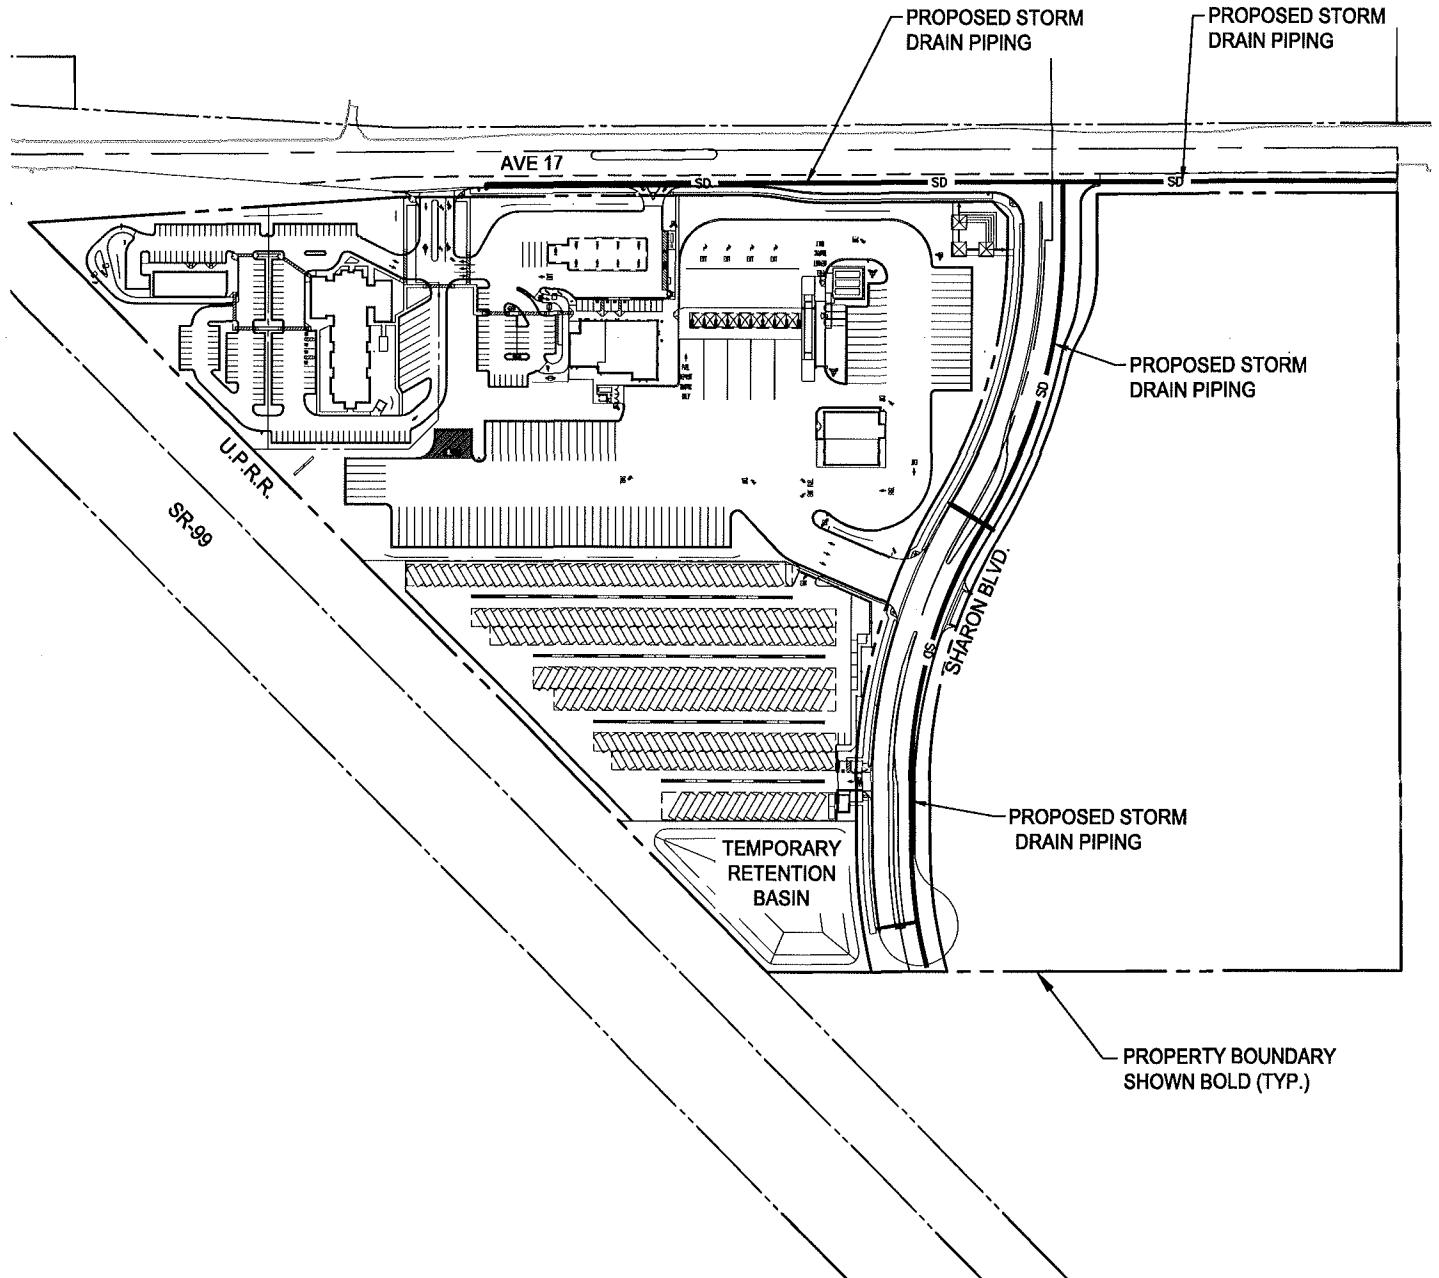 PROPOSED STORM
DRAIN PIPING
PROPOSED STORM
DRAIN PIPING
AVE 17
SD
SD
SD
PROPOSED STORM
DRAIN PIPING
SD
U.P.R.R.
SR-99
SHARON BLVD.
SD
PROPOSED STORM
DRAIN PIPING
TEMPORARY
RETENTION
BASIN
PROPERTY BOUNDARY
SHOWN BOLD (TYP.)